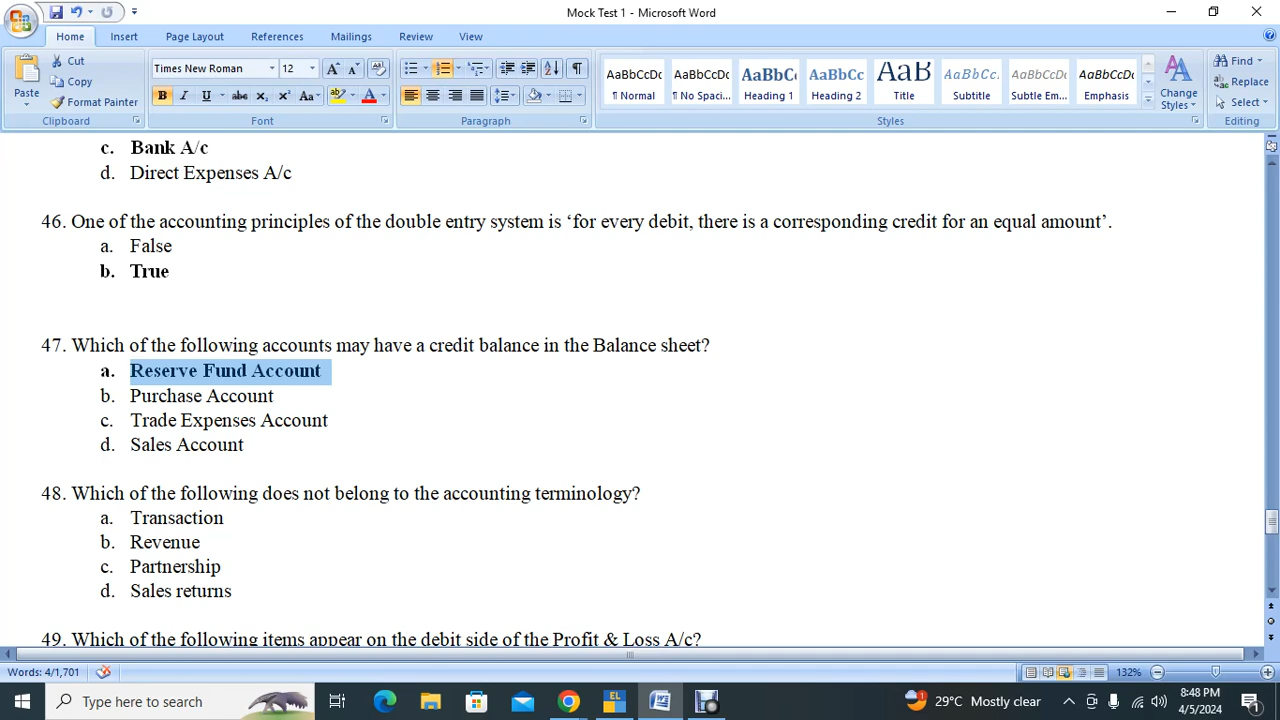 Mock Test 1 - Microsoft Word
Home Insert Page Layout References Mailings Review View
Paste
Cut
Copy
Format Painter
Clipboard
Times New Roman 12
B I U abc x₂ x² Aa
Font
Paragraph
AaBbCcDc AaBbCcDc AaBbC AaBbCc AaB AaBbCc. AaBbCcDc AaBbCcDc
¶ Normal ¶ No Spaci... Heading 1 Heading 2 Title Subtitle Subtle Em... Emphasis
Styles
Change Styles
Find
Replace
Select
Editing
c. Bank A/c
d. Direct Expenses A/c
46. One of the accounting principles of the double entry system is ‘for every debit, there is a corresponding credit for an equal amount’.
a. False
b. True
47. Which of the following accounts may have a credit balance in the Balance sheet?
a. Reserve Fund Account
b. Purchase Account
c. Trade Expenses Account
d. Sales Account
48. Which of the following does not belong to the accounting terminology?
a. Transaction
b. Revenue
c. Partnership
d. Sales returns
49. Which of the following items appear on the debit side of the Profit & Loss A/c?
Words: 4/1,701
132%
Type here to search
EL
29°C Mostly clear
8:48 PM
4/5/2024
1